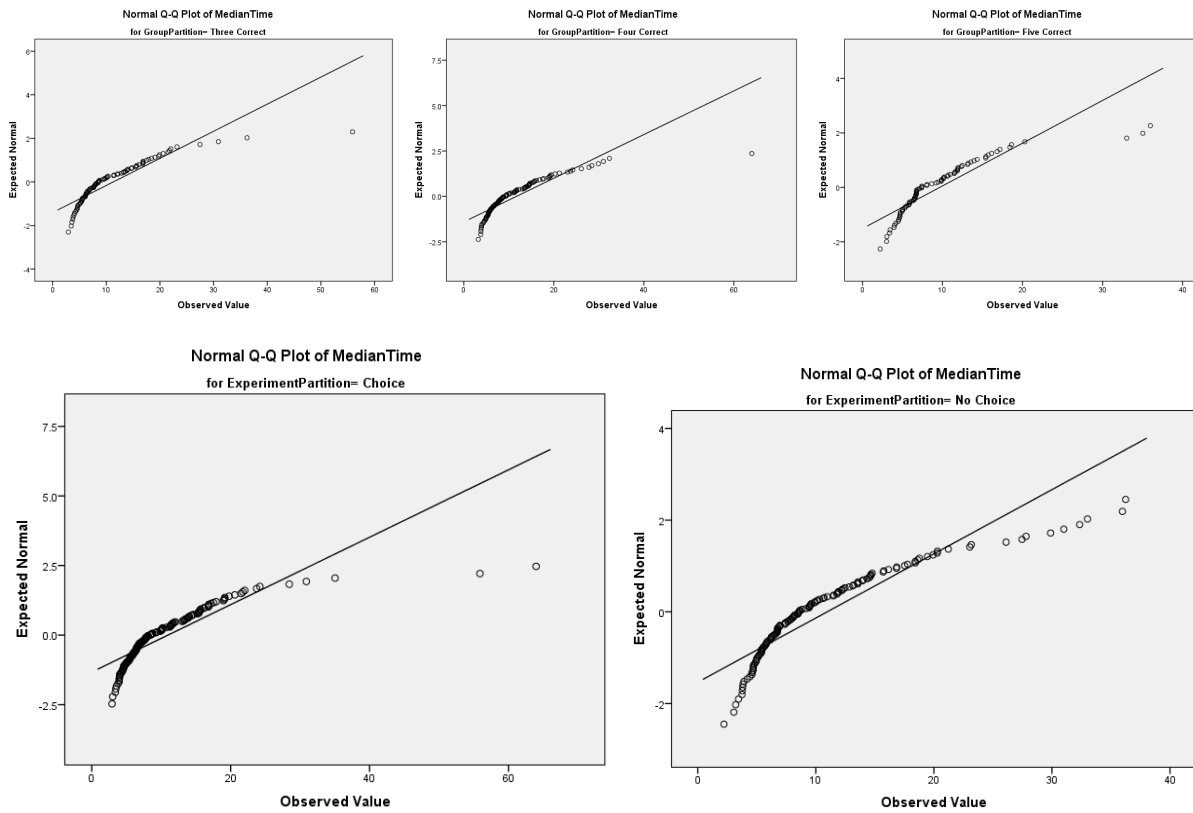 Normal Q-Q Plot of MedianTime
for GroupPartition= Three Correct
Expected Normal
6
4
2
0
-2
-4
0 10 20 30 40 50 60
Observed Value
Normal Q-Q Plot of MedianTime
for GroupPartition= Four Correct
Expected Normal
7.5
5.0
2.5
0.0
-2.5
0 20 40 60
Observed Value
Normal Q-Q Plot of MedianTime
for GroupPartition= Five Correct
Expected Normal
4
2
0
-2
0 10 20 30 40
Observed Value
Normal Q-Q Plot of MedianTime
for ExperimentPartition= Choice
Expected Normal
7.5
5.0
2.5
0.0
-2.5
0 20 40 60
Observed Value
Normal Q-Q Plot of MedianTime
for ExperimentPartition= No Choice
Expected Normal
4
2
0
-2
0 10 20 30 40
Observed Value